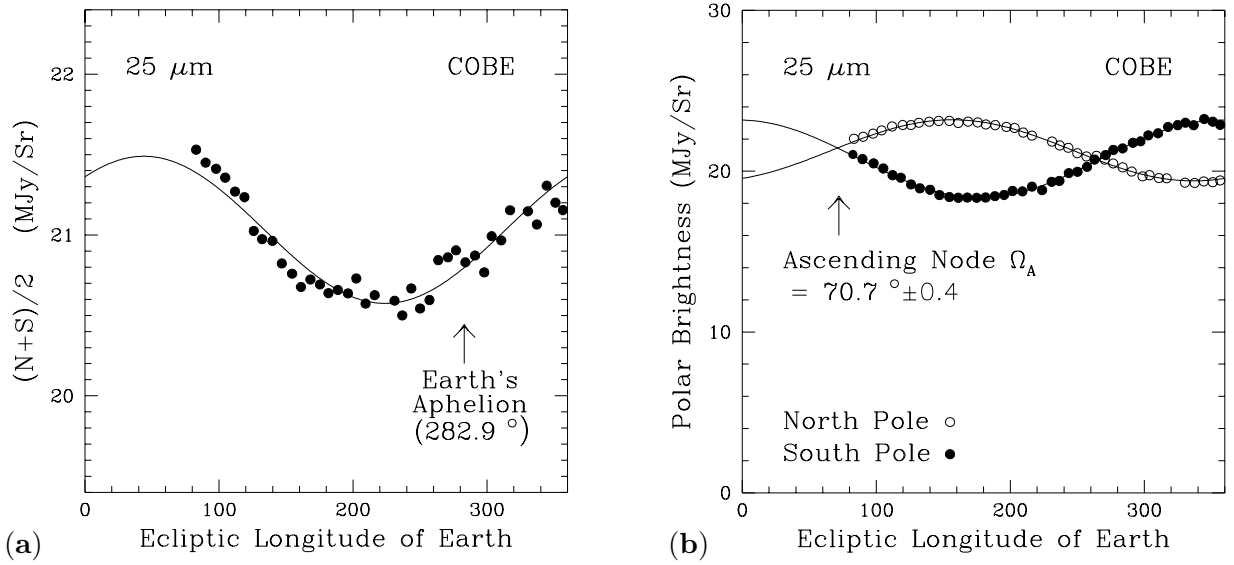 25 μm COBE
22
21
20
(N+S)/2 (MJy/Sr)
Earth's
Aphelion
(282.9 °)
0 100 200 300
Ecliptic Longitude of Earth
(a)
30
20
10
0
Polar Brightness (MJy/Sr)
25 μm COBE
Ascending Node Ω_A
= 70.7 °±0.4
North Pole ○
South Pole ●
0 100 200 300
Ecliptic Longitude of Earth
(b)